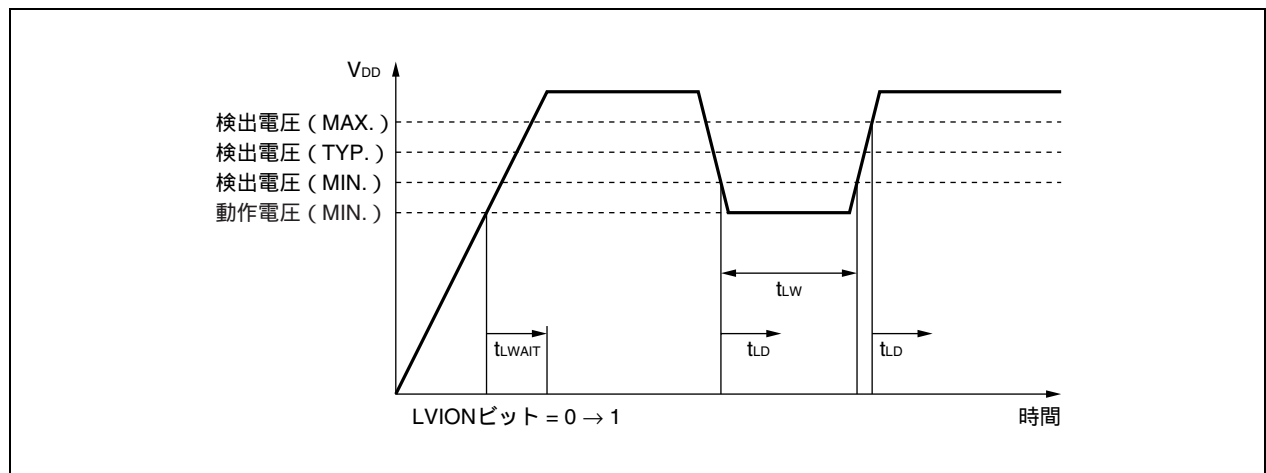 VDD
検出電圧(MAX.)
検出電圧(TYP.)
検出電圧(MIN.)
動作電圧(MIN.)
tLW
tLWAIT
tLD
tLD
LVIONビット = 0 → 1
時間